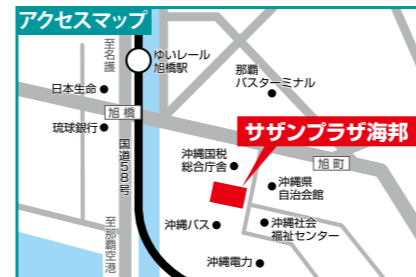 アクセスマップ
至名護
ゆいレール
旭橋駅
那覇
バスターミナル
日本生命
旭橋
琉球銀行
サザンプラザ海邦
国道58号
沖縄国税
総合庁舎
旭町
沖縄県
自治会館
沖縄バス
沖縄社会
福祉センター
至那覇空港
沖縄電力